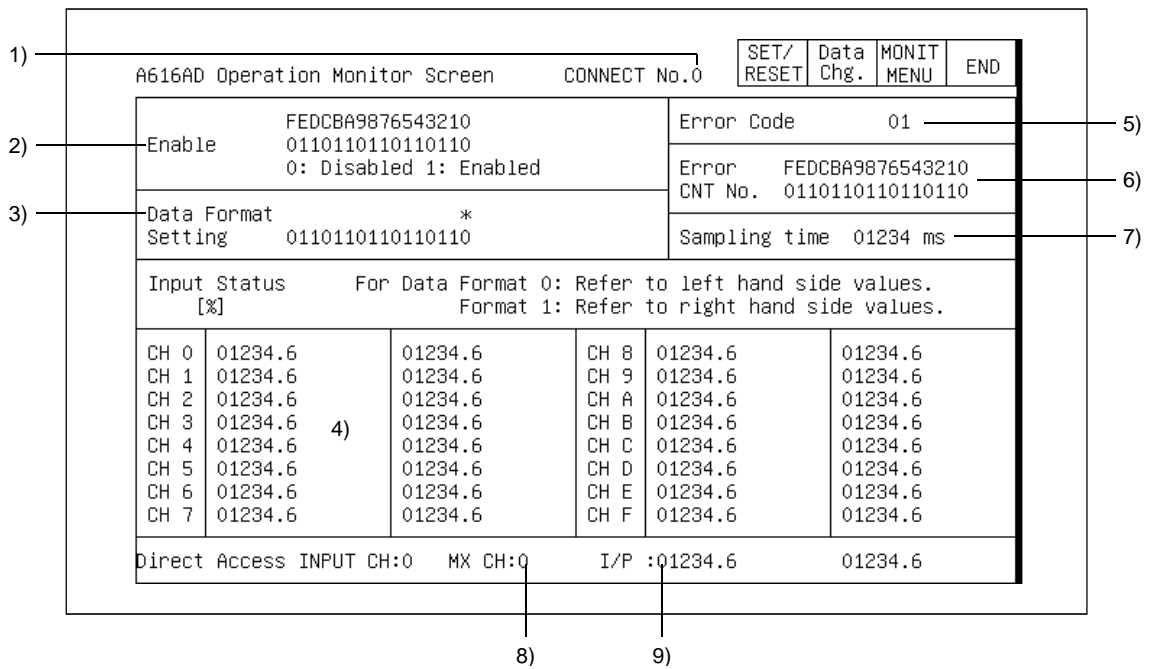 1)
A616AD Operation Monitor Screen CONNECT No.0 SET/ RESET Data Chg. MONIT MENU END
2)
Enable FEDCBA9876543210
0110110110110110
0: Disabled 1: Enabled
Error Code 01
5)
Error CNT No. FEDCBA9876543210
0110110110110110
6)
3)
Data Format *
Setting 0110110110110110
Sampling time 01234 ms
7)
Input Status For Data Format 0: Refer to left hand side values.
[%] Format 1: Refer to right hand side values.
CH 0 01234.6 01234.6 CH 8 01234.6 01234.6
CH 1 01234.6 01234.6 CH 9 01234.6 01234.6
CH 2 01234.6 01234.6 CH A 01234.6 01234.6
CH 3 01234.6 01234.6 CH B 01234.6 01234.6
4)
CH 4 01234.6 01234.6 CH C 01234.6 01234.6
CH 5 01234.6 01234.6 CH D 01234.6 01234.6
CH 6 01234.6 01234.6 CH E 01234.6 01234.6
CH 7 01234.6 01234.6 CH F 01234.6 01234.6
Direct Access INPUT CH:0 MX CH:0 I/P :01234.6 01234.6
8) 9)